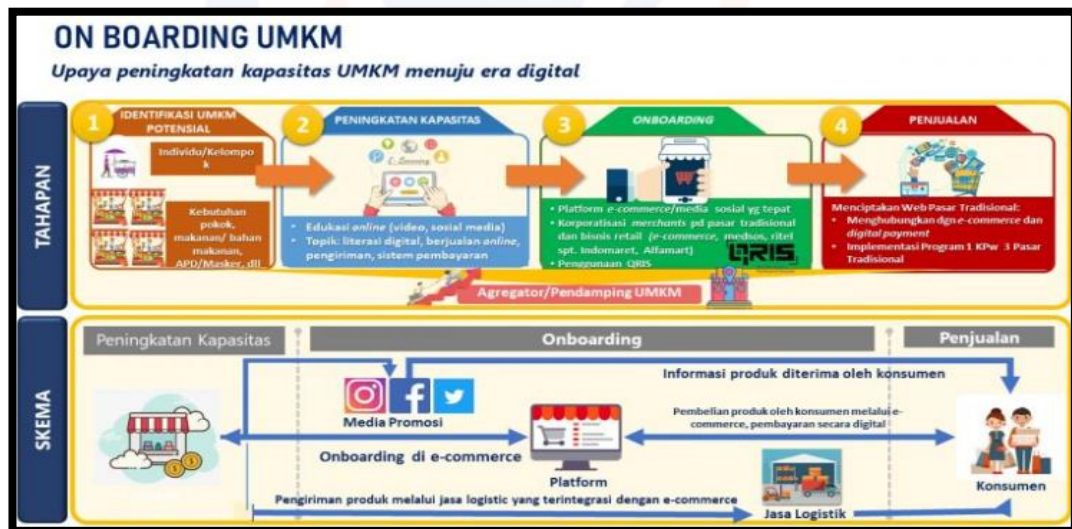 ON BOARDING UMKM
Upaya peningkatan kapasitas UMKM menuju era digital
TAHAPAN
1
IDENTIFIKASI UMKM
POTENSIAL
Individu/Kelompo
k
Kebutuhan
pokok,
makanan/ bahan
makanan,
APD/Masker, dll
2
PENINGKATAN KAPASITAS
E-Learning
• Edukasi online (video, sosial media)
• Topik: literasi digital, berjualan online,
pengiriman, sistem pembayaran
3
ONBOARDING
• Platform e-commerce/media sosial yg tepat
• Korporatisasi merchants pd pasar tradisional
dan bisnis retail (e-commerce, medsos, ritel
spt. Indomaret, Alfamart)
• Penggunaan QRIS
QRIS
4
PENJUALAN
Menciptakan Web Pasar Tradisional:
• Menghubungkan dgn e-commerce dan
digital payment
• Implementasi Program 1 KPw 3 Pasar
Tradisional
Agregator/Pendamping UMKM
SKEMA
Peningkatan Kapasitas
Onboarding
Penjualan
Informasi produk diterima oleh konsumen
Media Promosi
Pembelian produk oleh konsumen melalui e-
commerce, pembayaran secara digital
Onboarding di e-commerce
Platform
Konsumen
Pengiriman produk melalui jasa logistic yang terintegrasi dengan e-commerce
Jasa Logistik